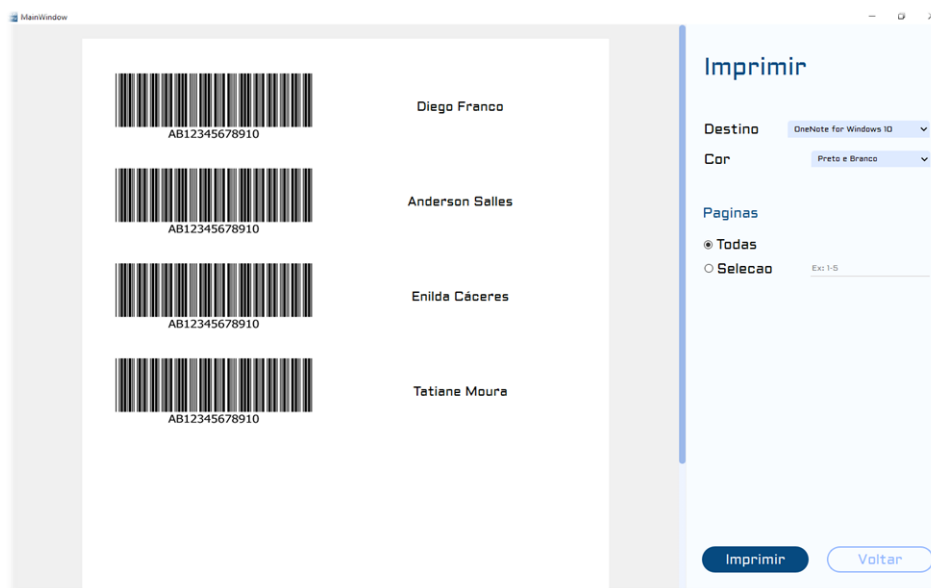 MainWindow
AB12345678910
Diego Franco
AB12345678910
Anderson Salles
AB12345678910
Enilda Cáceres
AB12345678910
Tatiane Moura
Imprimir
Destino
OneNote for Windows 10
Cor
Preto e Branco
Paginas
Todas
Selecao
Ex: 1-5
Imprimir
Voltar